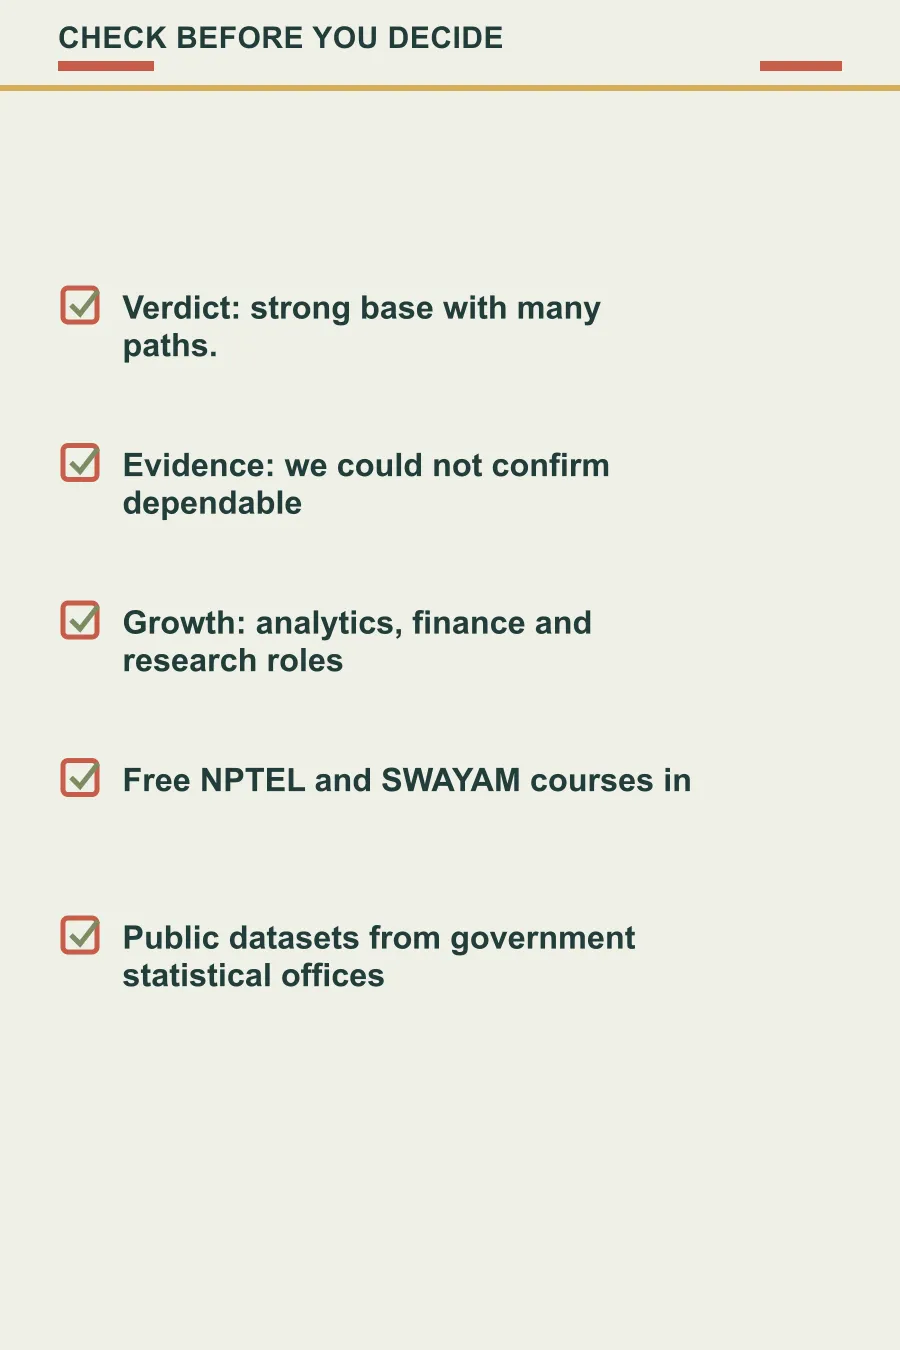 CHECK BEFORE YOU DECIDE
Verdict: strong base with many
paths.
Evidence: we could not confirm
dependable
Growth: analytics, finance and
research roles
Free NPTEL and SWAYAM courses in
Public datasets from government
statistical offices